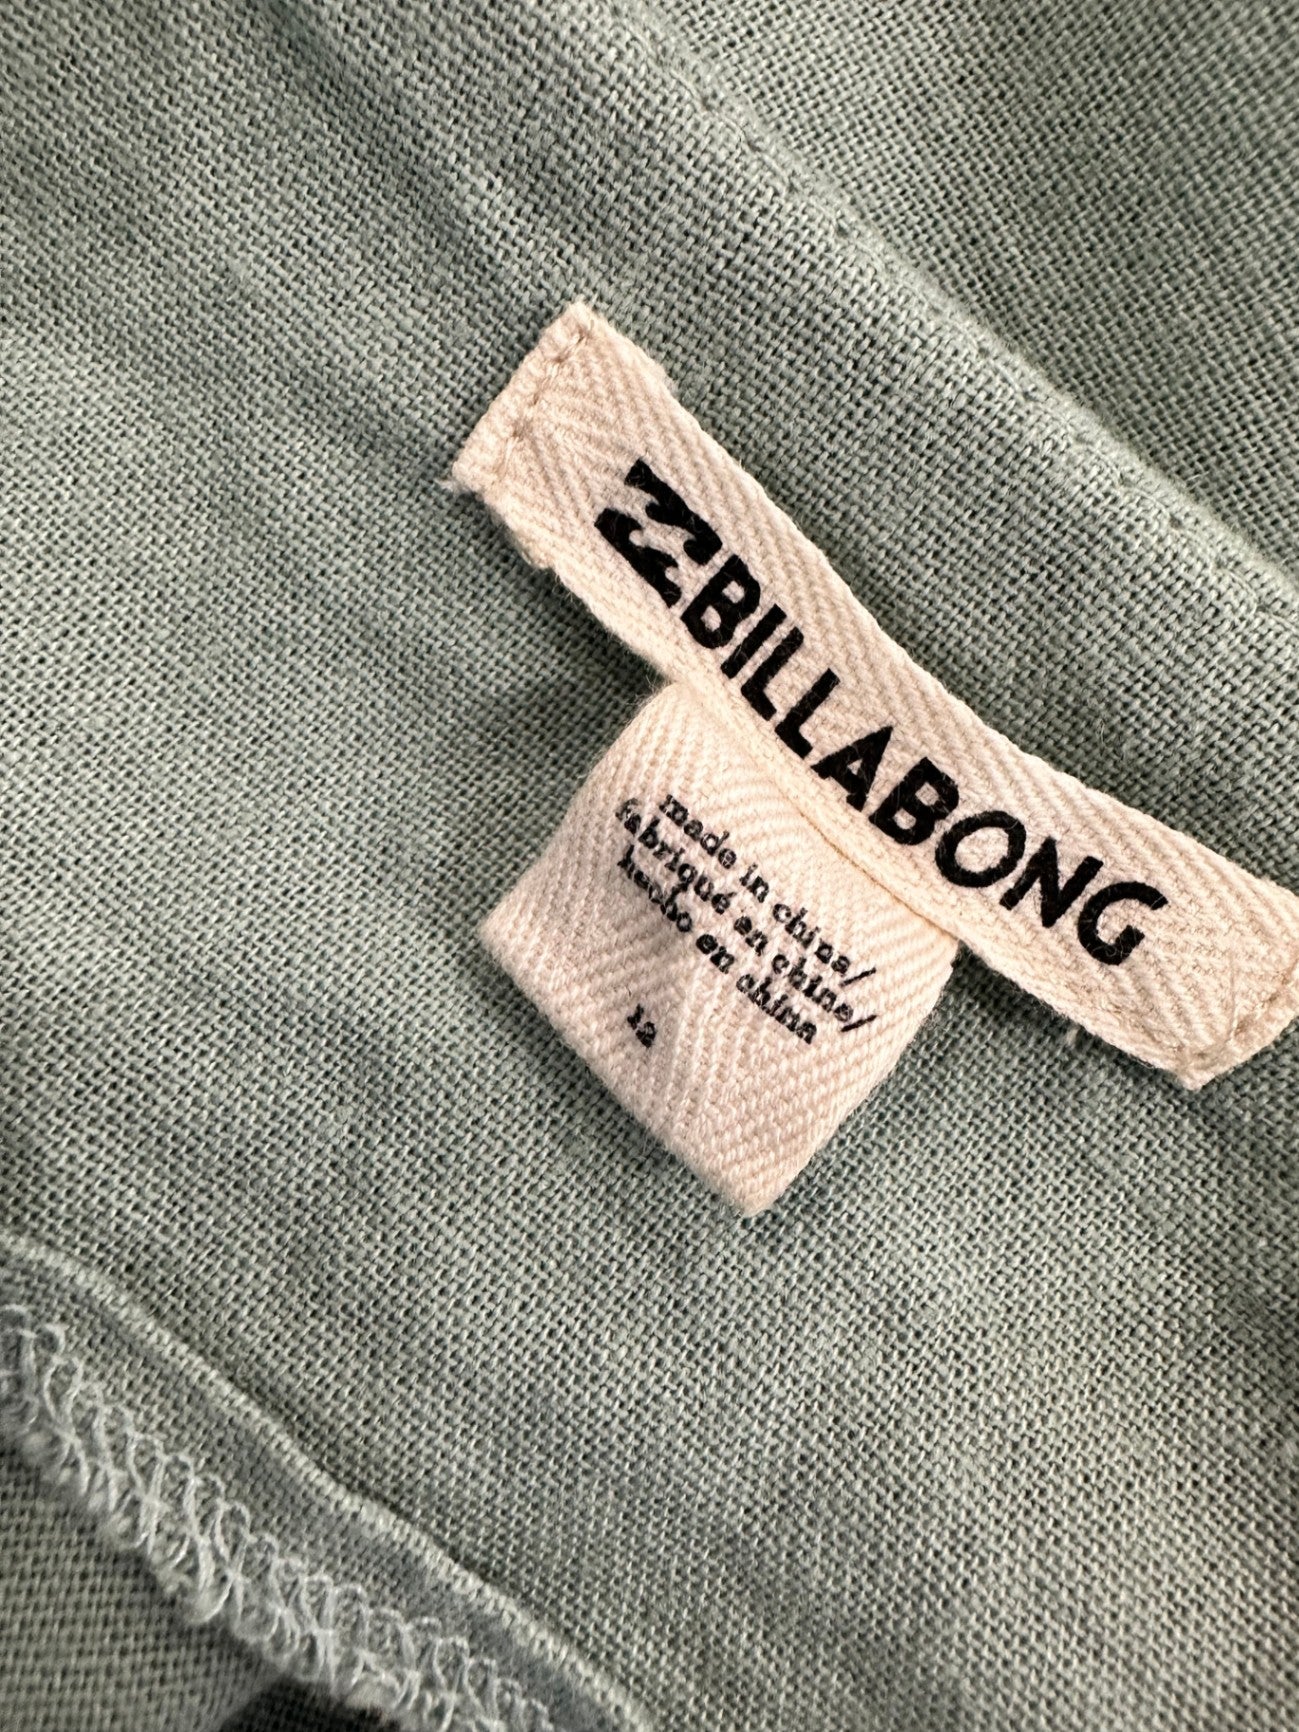 BILLABONG
made in china/
fabriqué en chine/
hecho en china
12